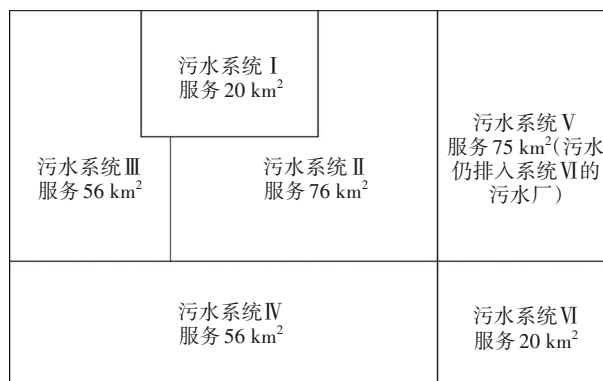 污水系统Ⅰ
服务20 km²
污水系统Ⅲ
服务56 km²
污水系统Ⅱ
服务76 km²
污水系统Ⅴ
服务75 km²(污水
仍排入系统Ⅵ的
污水厂)
污水系统Ⅳ
服务56 km²
污水系统Ⅵ
服务20 km²